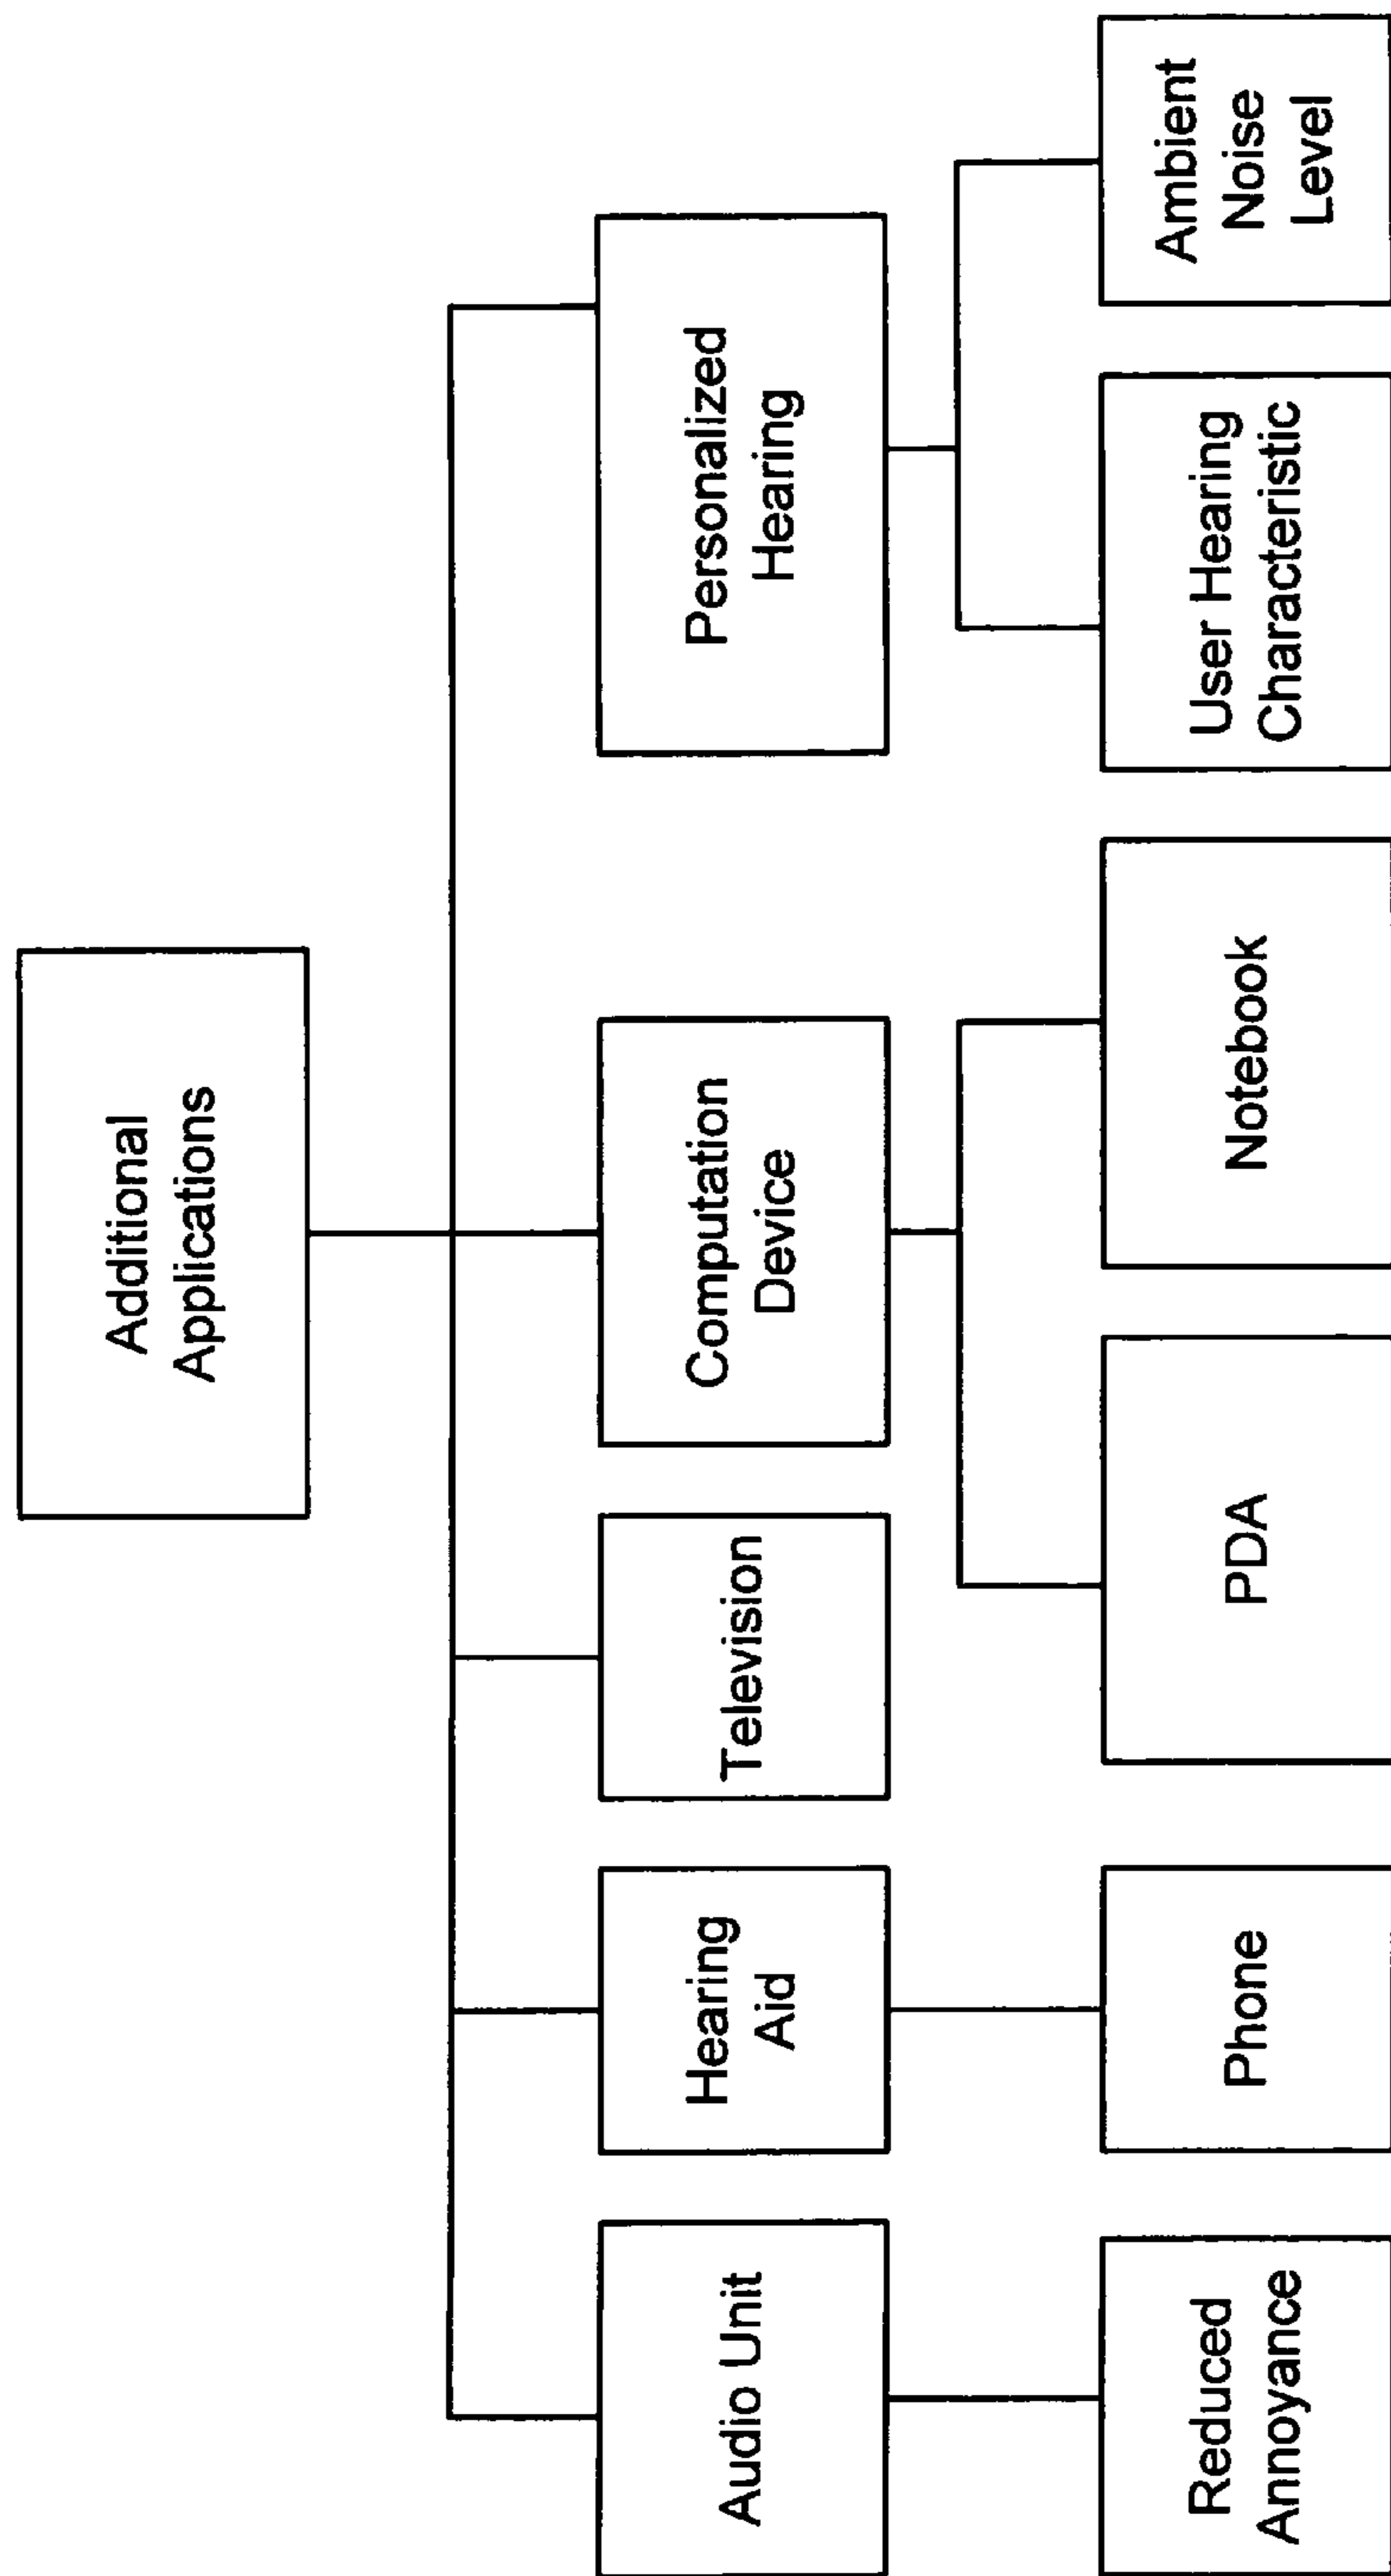 Additional
Applications
Audio Unit
Hearing
Aid
Television
Computation
Device
Personalized
Hearing
Reduced
Annoyance
Phone
PDA
Notebook
User Hearing
Characteristic
Ambient
Noise
Level